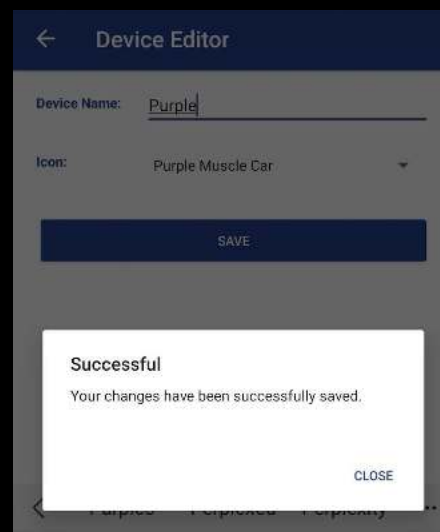 Device Editor
Device Name: Purple
Icon: Purple Muscle Car
SAVE
Successful
Your changes have been successfully saved.
CLOSE